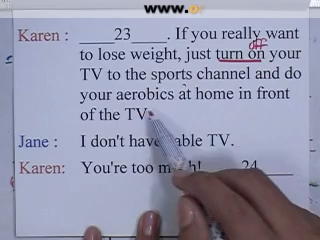 www.
Karen : ____23____. If you really want
off
to lose weight, just turn on your
TV to the sports channel and do
your aerobics at home in front
of the TV.
Jane : I don't have able TV.
Karen: You're too m h! 24